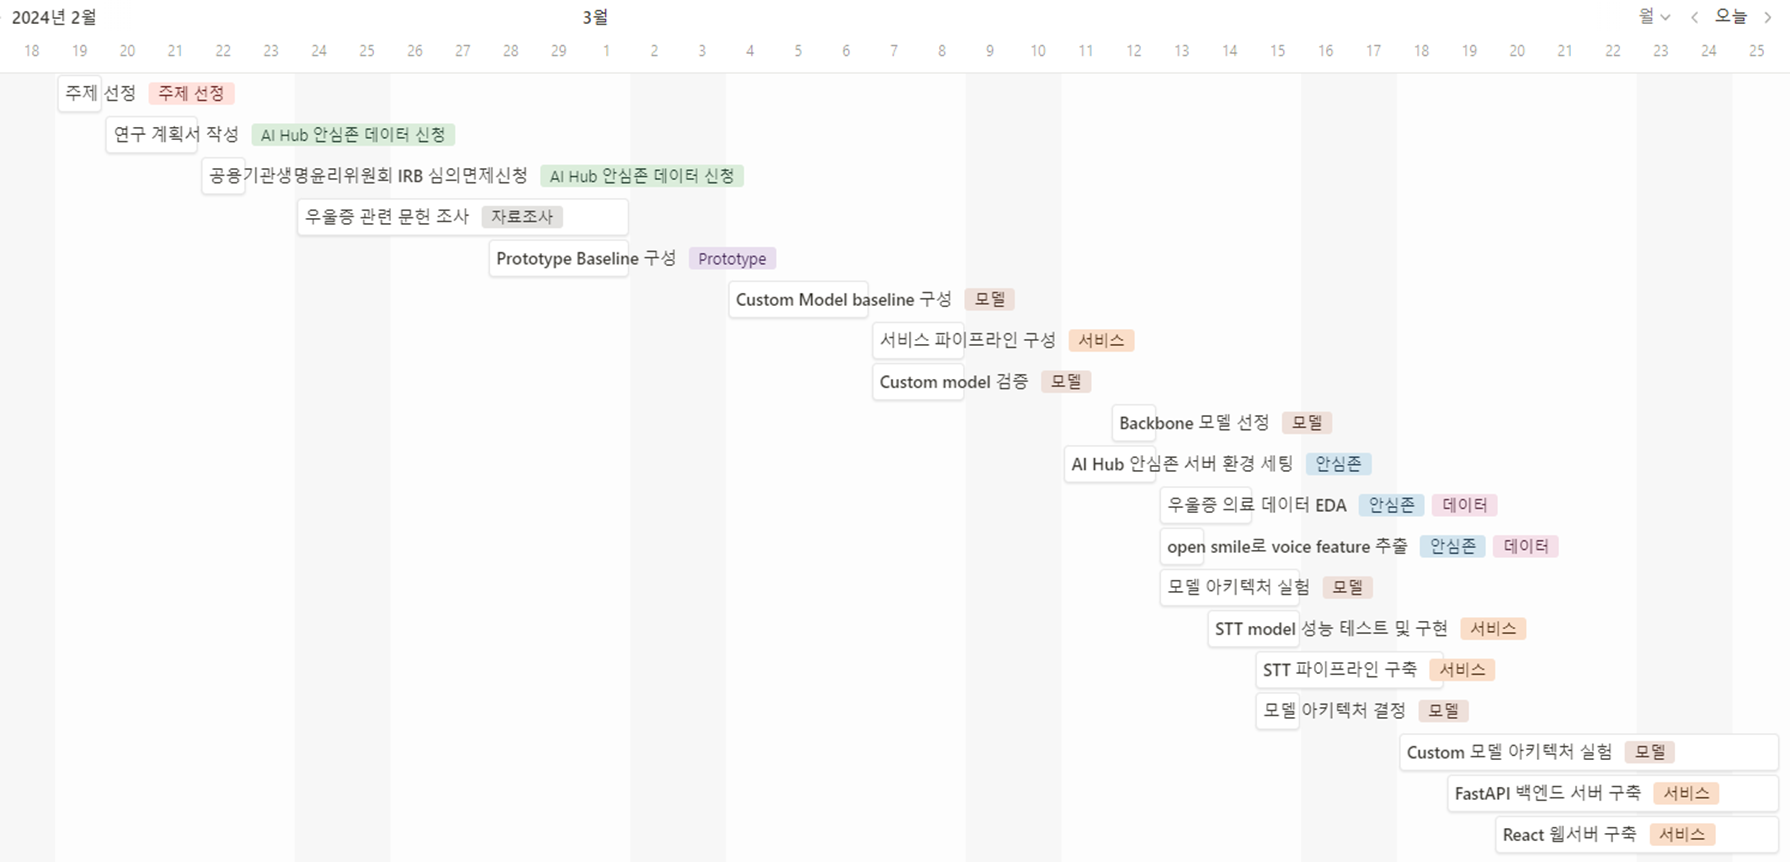 2024년 2월 3월 월 오늘
18 19 20 21 22 23 24 25 26 27 28 29 1 2 3 4 5 6 7 8 9 10 11 12 13 14 15 16 17 18 19 20 21 22 23 24 25
주제 선정 주제 선정
연구 계획서 작성 AI Hub 안심존 데이터 신청
공용기관생명윤리위원회 IRB 심의면제신청 AI Hub 안심존 데이터 신청
우울증 관련 문헌 조사 자료조사
Prototype Baseline 구성 Prototype
Custom Model baseline 구성 모델
서비스 파이프라인 구성 서비스
Custom model 검증 모델
Backbone 모델 선정 모델
AI Hub 안심존 서버 환경 세팅 안심존
우울증 의료 데이터 EDA 안심존 데이터
open smile로 voice feature 추출 안심존 데이터
모델 아키텍처 실험 모델
STT model 성능 테스트 및 구현 서비스
STT 파이프라인 구축 서비스
모델 아키텍처 결정 모델
Custom 모델 아키텍처 실험 모델
FastAPI 백엔드 서버 구축 서비스
React 웹서버 구축 서비스